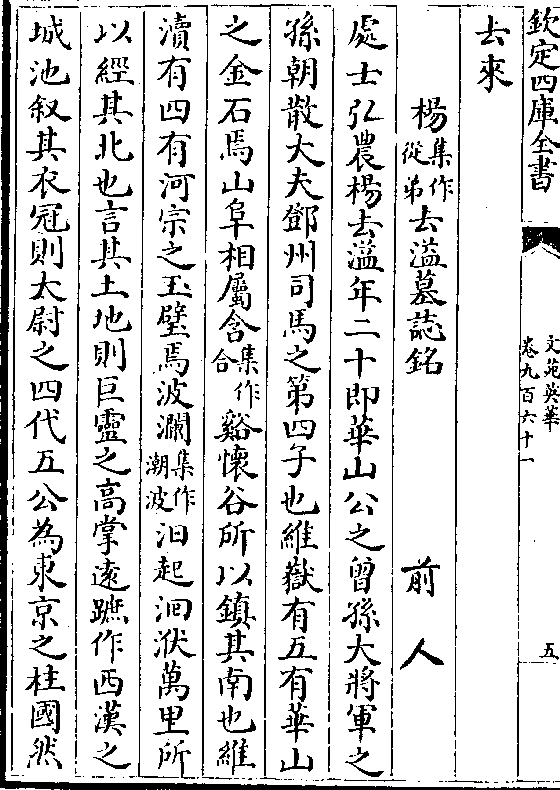 欽定四庫全書
文苑英華
卷九百六十一
五
去來
楊集作從弟去溢墓誌銘 前人
處士弘農楊去溢年二十即華山公之曾孫大將軍之
孫朝散大夫鄧州司馬之第四子也維嶽有五有華山
之金石焉山阜相屬含集作合谿懷谷所以鎮其南也維
瀆有四有河宗之玉璧焉波瀾集作潮波汩起洄洑萬里所
以經其北也言其土地則巨靈之高掌遠蹠作西漢之
城池叙其衣冠則太尉之四代五公為東京之柱國然